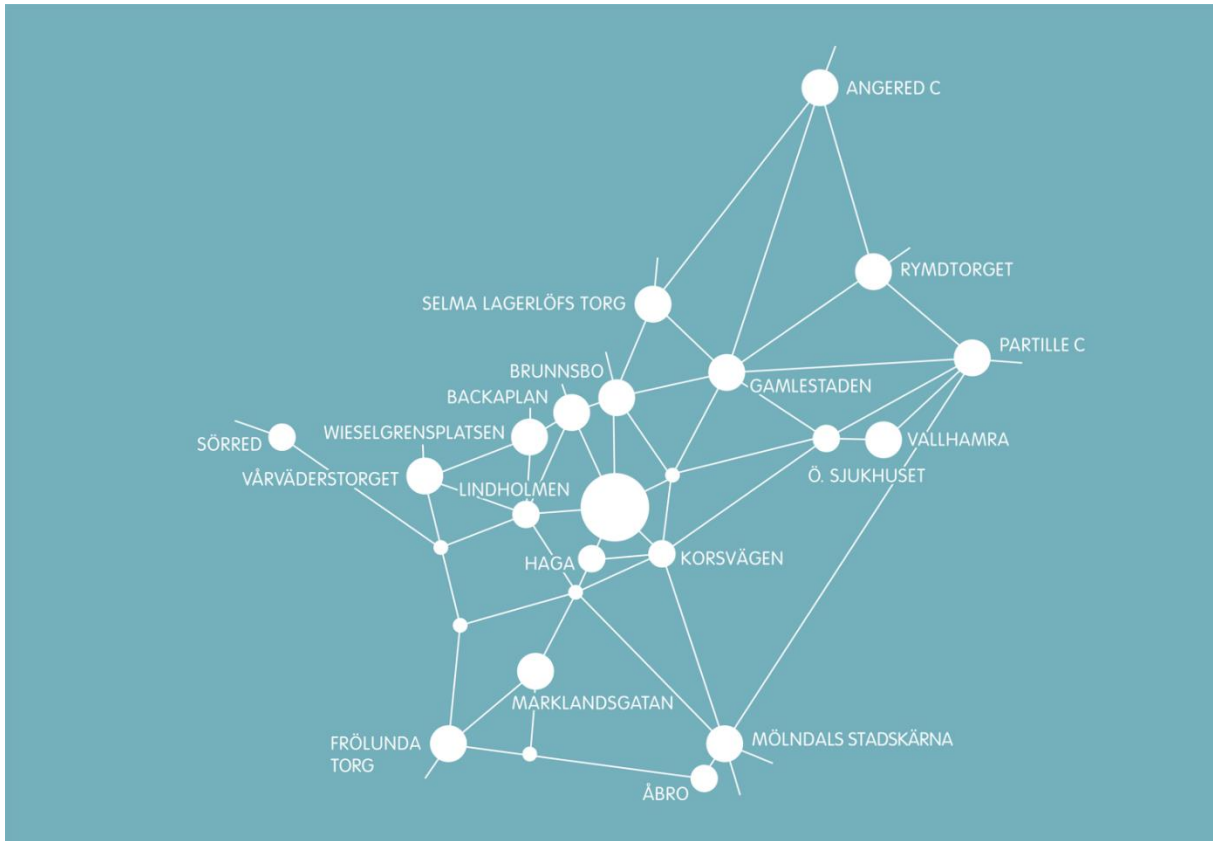 ANGERED C
RYMDTORGET
SELMA LAGERLÖFS TORG
PARTILLE C
BRUNNSBO
GAMLESTADEN
BACKAPLAN
WIESELGRENSPLATSEN
SÖRRED
VALLHAMRA
VÅRVÄDERSTORGET
Ö. SJUKHUSET
LINDHOLMEN
HAGA
KORSVÄGEN
MARKLANDSGATAN
FRÖLUNDA
TORG
MÖLNDALS STADSKÄRNA
ÅBRO